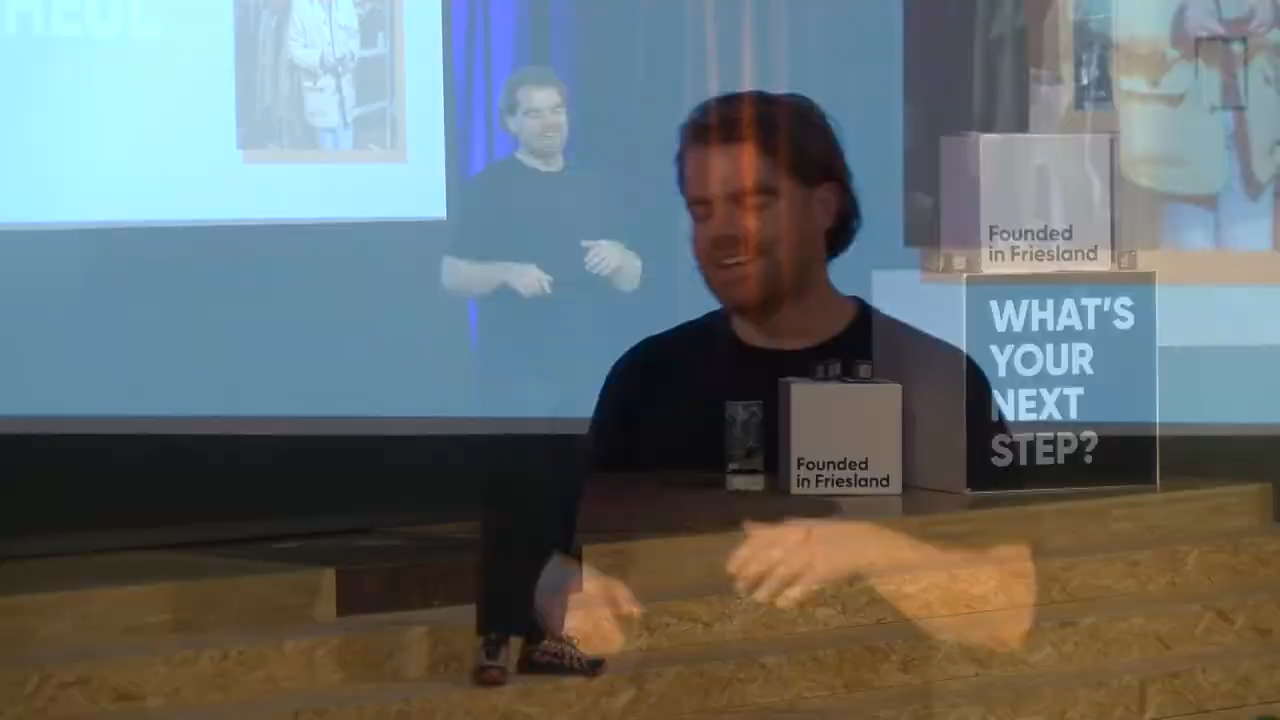 Founded
in Friesland
WHAT'S
YOUR
NEXT
STEP?
Founded
in Friesland